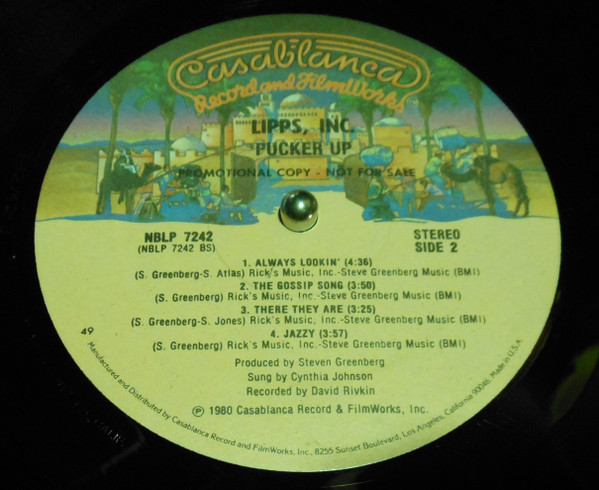 Casablanca
Record and FilmWorks
LIPPS, INC.
PUCKER UP
PROMOTIONAL COPY - NOT FOR SALE
NBLP 7242
(NBLP 7242 BS)
STEREO
SIDE 2
1. ALWAYS LOOKIN' (4:36)
(S. Greenberg-S. Atlas) Rick's Music, Inc.-Steve Greenberg Music (BMI)
2. THE GOSSIP SONG (3:50)
(S. Greenberg) Rick's Music, Inc.-Steve Greenberg Music (BMI)
3. THERE THEY ARE (3:25)
(S. Greenberg-S. Jones) Rick's Music, Inc.-Steve Greenberg Music (BMI)
4. JAZZY (3:57)
(S. Greenberg) Rick's Music, Inc.-Steve Greenberg Music (BMI)
49
Produced by Steven Greenberg
Sung by Cynthia Johnson
Recorded by David Rivkin
℗ 1980 Casablanca Record & FilmWorks, Inc.
Manufactured and Distributed by Casablanca Record and FilmWorks, Inc., 8255 Sunset Boulevard, Los Angeles, California 90046, Made in U.S.A.